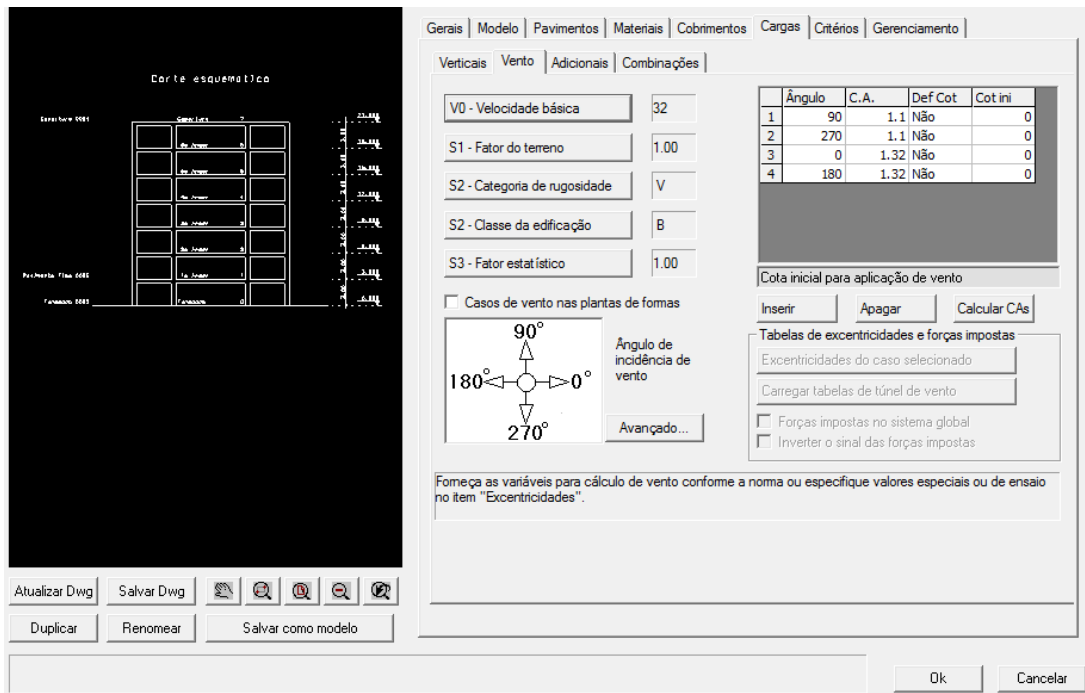 Gerais Modelo Pavimentos Materiais Cobrimentos Cargas Critérios Gerenciamento
Verticais Vento Adicionais Combinações
Corte esquematico
V0 - Velocidade básica 32
S1 - Fator do terreno 1.00
S2 - Categoria de rugosidade V
S2 - Classe da edificação B
S3 - Fator estatístico 1.00
Casos de vento nas plantas de formas
90°
180° 0°
270°
Ângulo de
incidência de
vento
Avançado...
Ângulo C.A. Def Cot Cot ini
1 90 1.1 Não 0
2 270 1.1 Não 0
3 0 1.32 Não 0
4 180 1.32 Não 0
Cota inicial para aplicação de vento
Inserir Apagar Calcular CAs
Tabelas de excentricidades e forças impostas
Excentricidades do caso selecionado
Carregar tabelas de túnel de vento
Forças impostas no sistema global
Inverter o sinal das forças impostas
Forneça as variáveis para cálculo de vento conforme a norma ou especifique valores especiais ou de ensaio
no item "Excentricidades".
Atualizar Dwg Salvar Dwg
Duplicar Renomear Salvar como modelo
Ok Cancelar